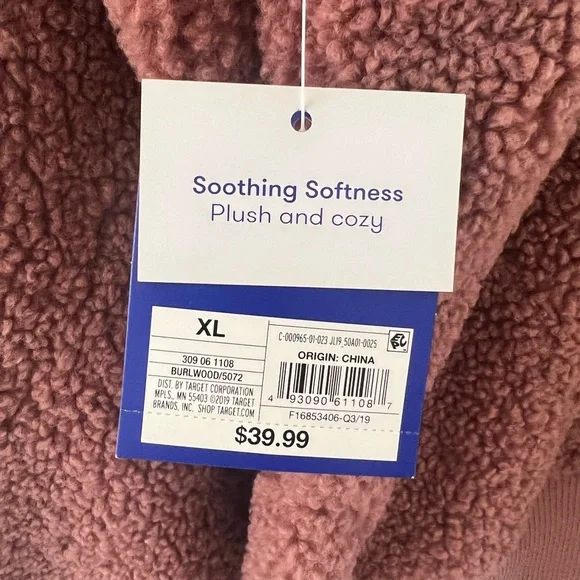 Soothing Softness
Plush and cozy
XL
309 06 1108
BURLWOOD/5072
DIST. BY TARGET CORPORATION
MPLS, MN 55403 ©2019 TARGET
BRANDS, INC. SHOP TARGET.COM
C-000965-01-023 JL19_50A01-0025
ORIGIN: CHINA
4 93090 61108 7
F16853406-Q3/19
$39.99